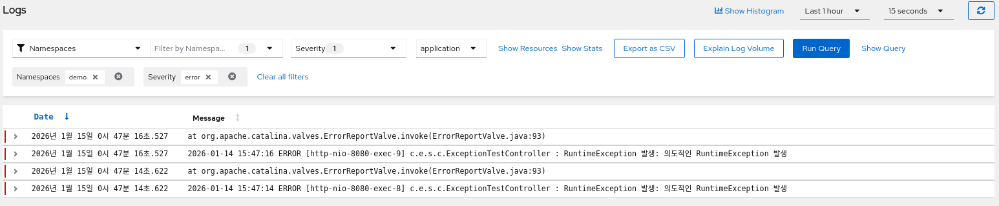 Logs
Show Histogram Last 1 hour 15 seconds
Namespaces Filter by Namespa... 1 Severity 1 application Show Resources Show Stats Export as CSV Explain Log Volume Run Query Show Query
Namespaces demo Severity error Clear all filters
Date Message
2026년 1월 15일 0시 47분 16초.527 at org.apache.catalina.valves.ErrorReportValve.invoke(ErrorReportValve.java:93)
2026년 1월 15일 0시 47분 16초.527 2026-01-14 15:47:16 ERROR [http-nio-8080-exec-9] c.e.s.c.ExceptionTestController : RuntimeException 발생: 의도적인 RuntimeException 발생
2026년 1월 15일 0시 47분 14초.622 at org.apache.catalina.valves.ErrorReportValve.invoke(ErrorReportValve.java:93)
2026년 1월 15일 0시 47분 14초.622 2026-01-14 15:47:14 ERROR [http-nio-8080-exec-8] c.e.s.c.ExceptionTestController : RuntimeException 발생: 의도적인 RuntimeException 발생